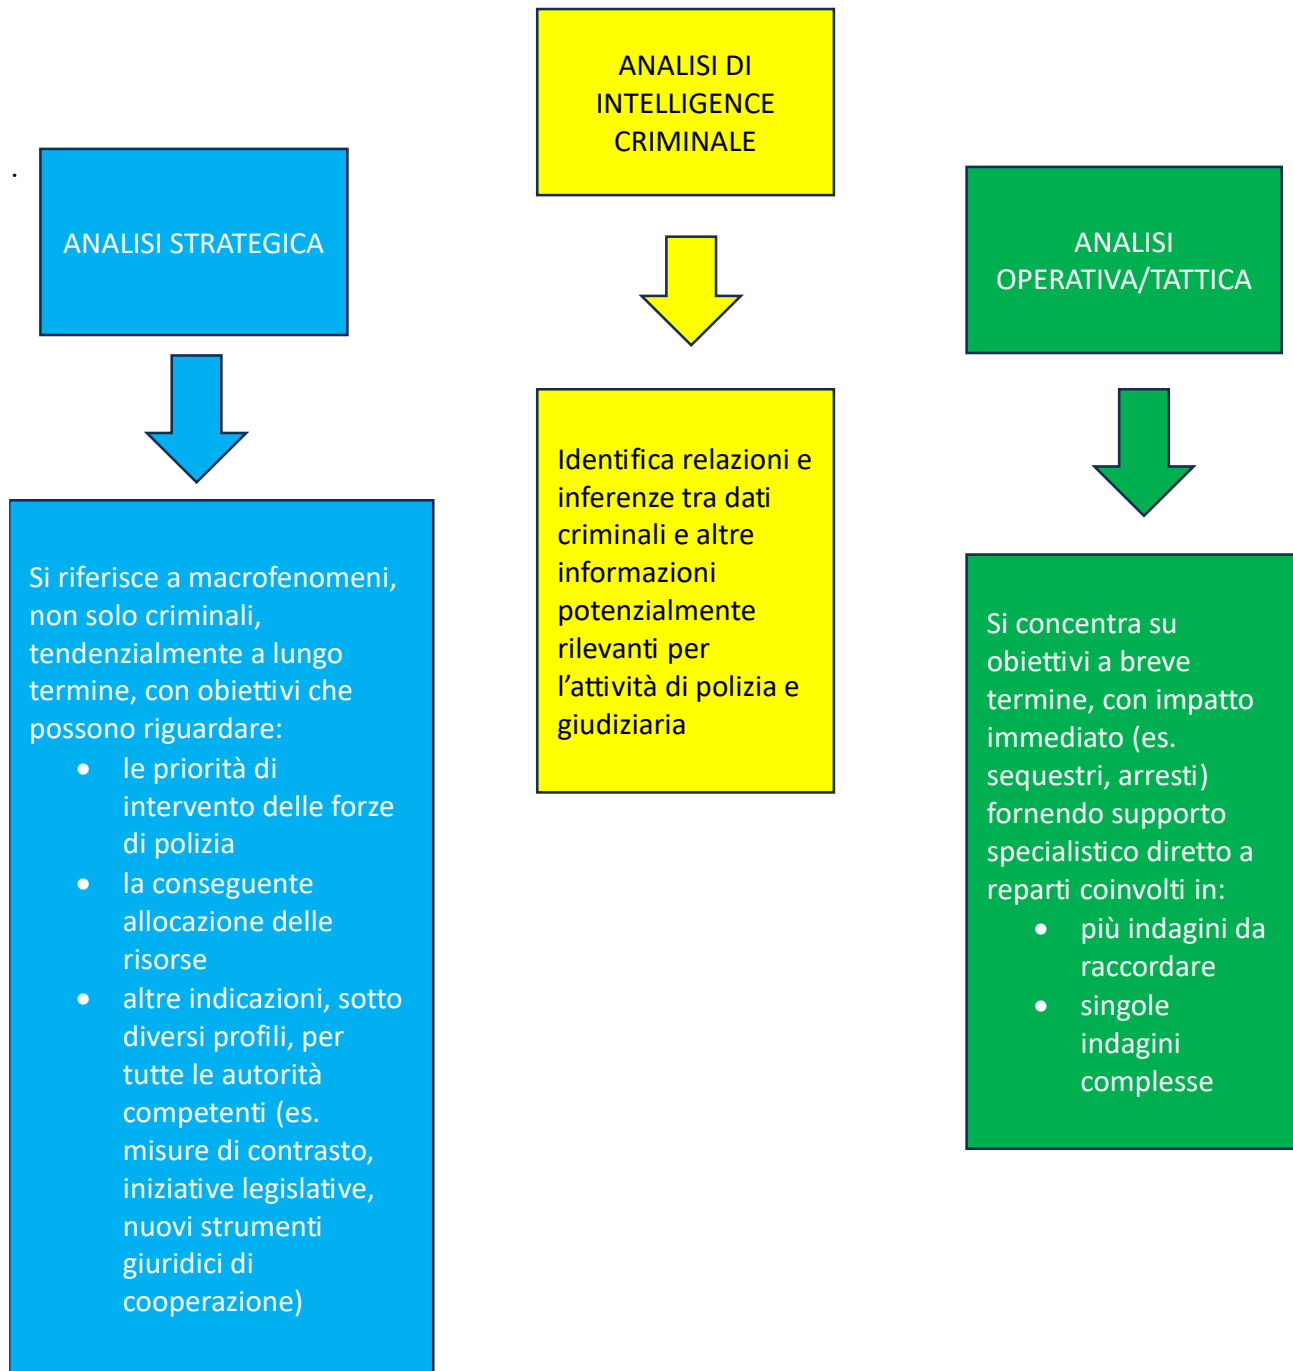 ANALISI DI
INTELLIGENCE
CRIMINALE
.
ANALISI STRATEGICA
ANALISI
OPERATIVA/TATTICA
Si riferisce a macrofenomeni,
non solo criminali,
tendenzialmente a lungo
termine, con obiettivi che
possono riguardare:
• le priorità di
intervento delle forze
di polizia
• la conseguente
allocazione delle
risorse
• altre indicazioni, sotto
diversi profili, per
tutte le autorità
competenti (es.
misure di contrasto,
iniziative legislative,
nuovi strumenti
giuridici di
cooperazione)
Identifica relazioni e
inferenze tra dati
criminali e altre
informazioni
potenzialmente
rilevanti per
l’attività di polizia e
giudiziaria
Si concentra su
obiettivi a breve
termine, con impatto
immediato (es.
sequestri, arresti)
fornendo supporto
specialistico diretto a
reparti coinvolti in:
• più indagini da
raccordare
• singole
indagini
complesse